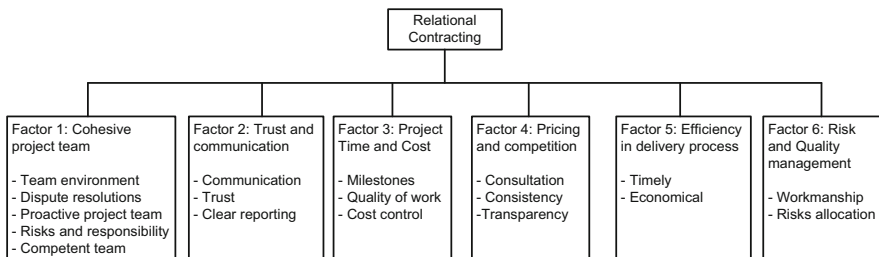 Relational
Contracting
Factor 1: Cohesive
project team
- Team environment
- Dispute resolutions
- Proactive project team
- Risks and responsibility
- Competent team
Factor 2: Trust and
communication
- Communication
- Trust
- Clear reporting
Factor 3: Project
Time and Cost
- Milestones
- Quality of work
- Cost control
Factor 4: Pricing
and competition
- Consultation
- Consistency
-Transparency
Factor 5: Efficiency
in delivery process
- Timely
- Economical
Factor 6: Risk
and Quality
management
- Workmanship
- Risks allocation